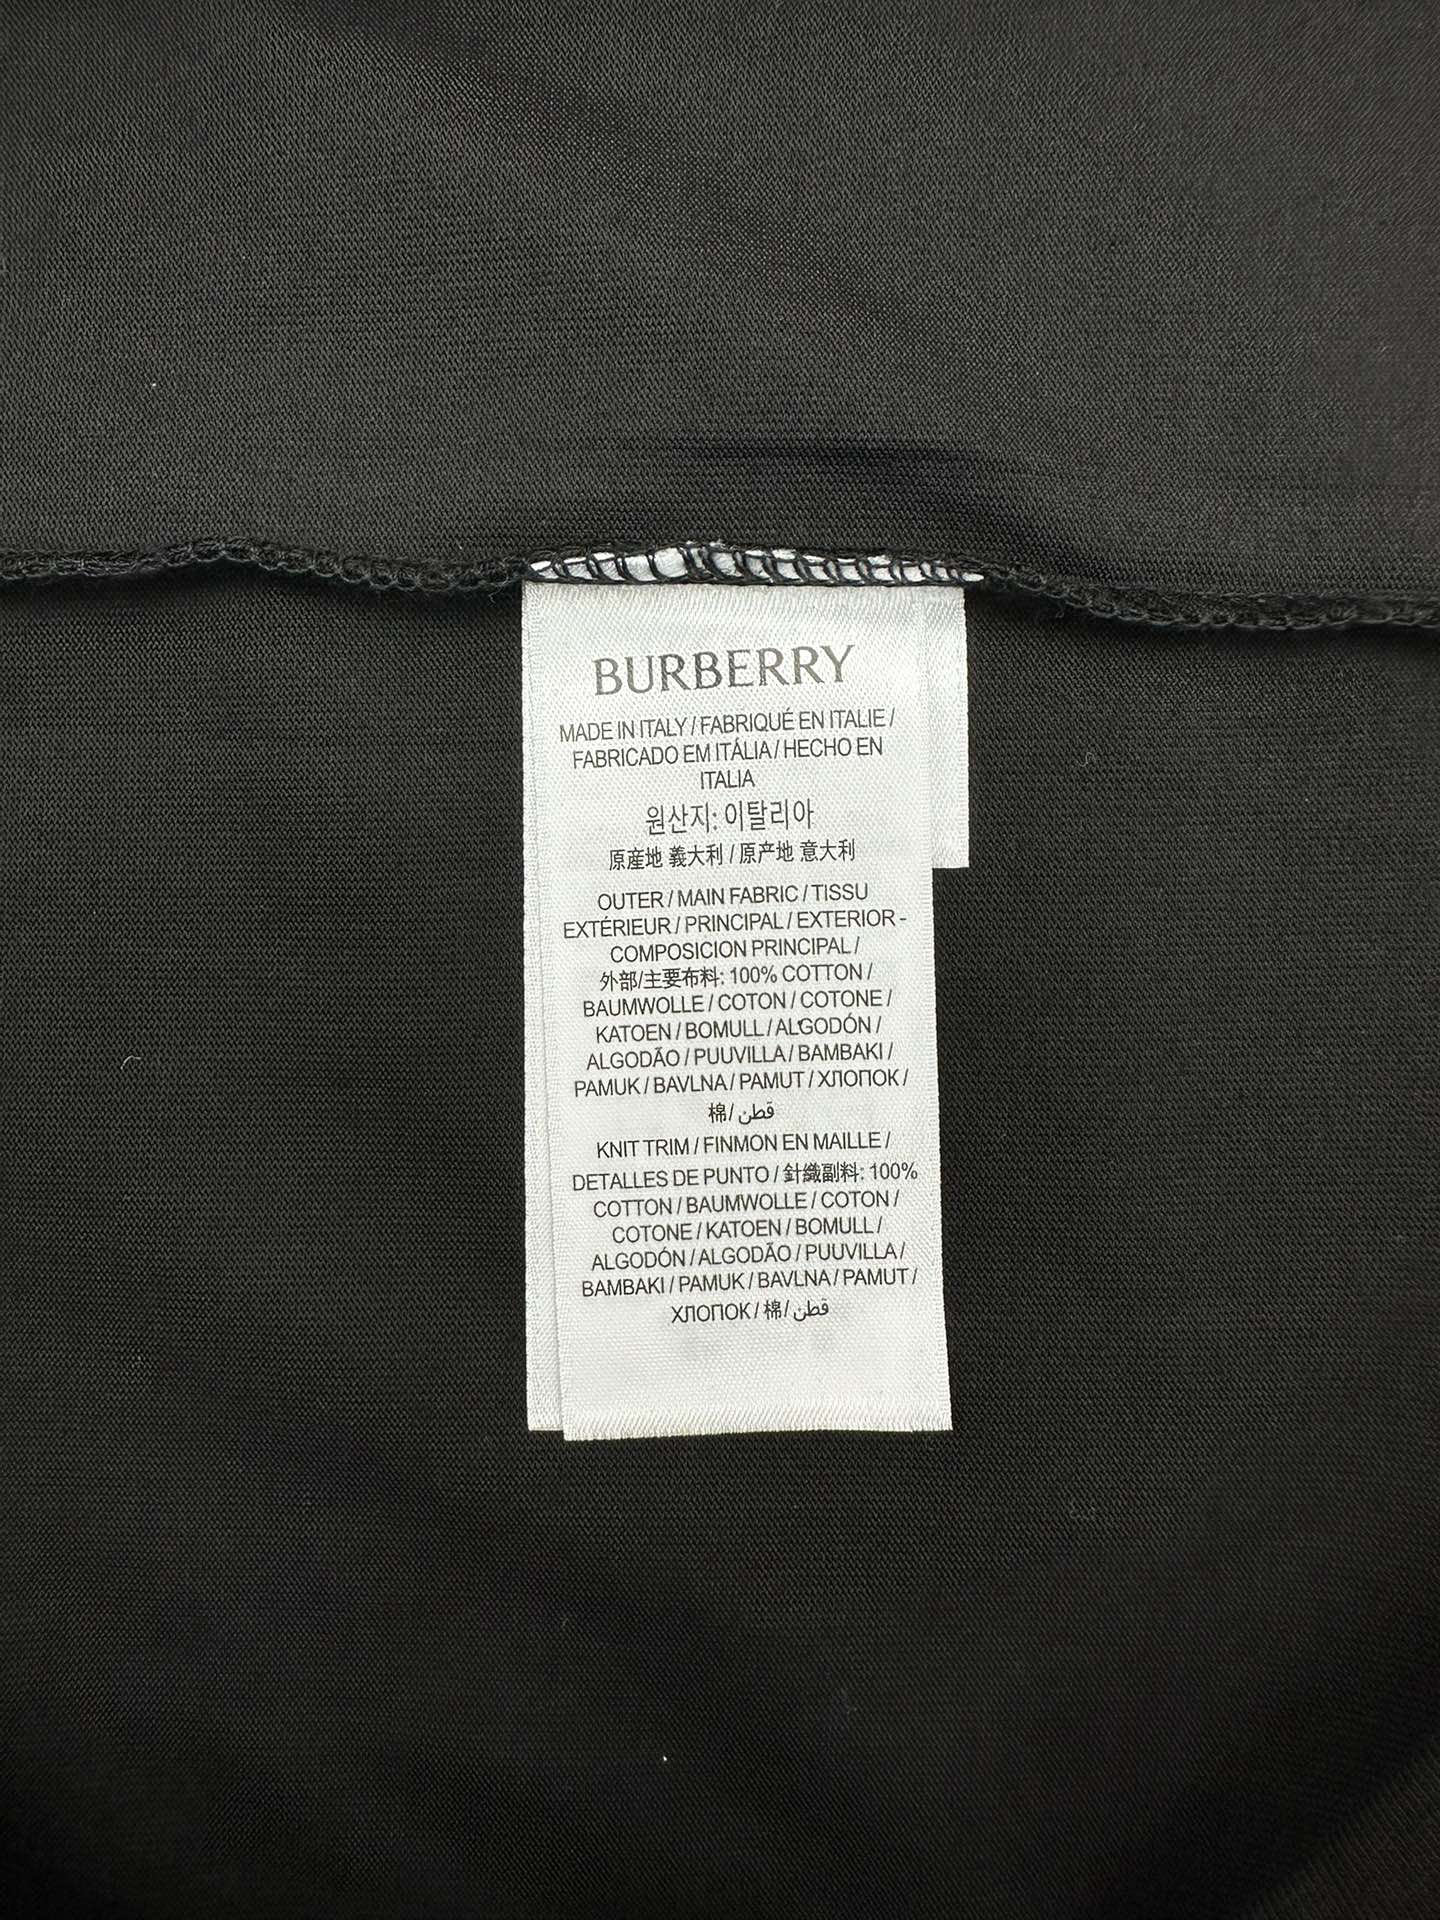 BURBERRY
MADE IN ITALY / FABRIQUÉ EN ITALIE /
FABRICADO EM ITÁLIA / HECHO EN
ITALIA
원산지: 이탈리아
原産地 義大利 / 原产地 意大利
OUTER / MAIN FABRIC / TISSU
EXTÉRIEUR / PRINCIPAL / EXTERIOR -
COMPOSICION PRINCIPAL /
外部/主要布料: 100% COTTON /
BAUMWOLLE / COTON / COTONE /
KATOEN / BOMULL / ALGODÓN /
ALGODÃO / PUUVILLA / BAMBAKI /
PAMUK / BAVLNA / PAMUT / ХЛОПОК /
棉/ قطن
KNIT TRIM / FINMON EN MAILLE /
DETALLES DE PUNTO / 針織副料: 100%
COTTON / BAUMWOLLE / COTON /
COTONE / KATOEN / BOMULL /
ALGODÓN / ALGODÃO / PUUVILLA /
BAMBAKI / PAMUK / BAVLNA / PAMUT /
ХЛОПОК / 棉/ قطن